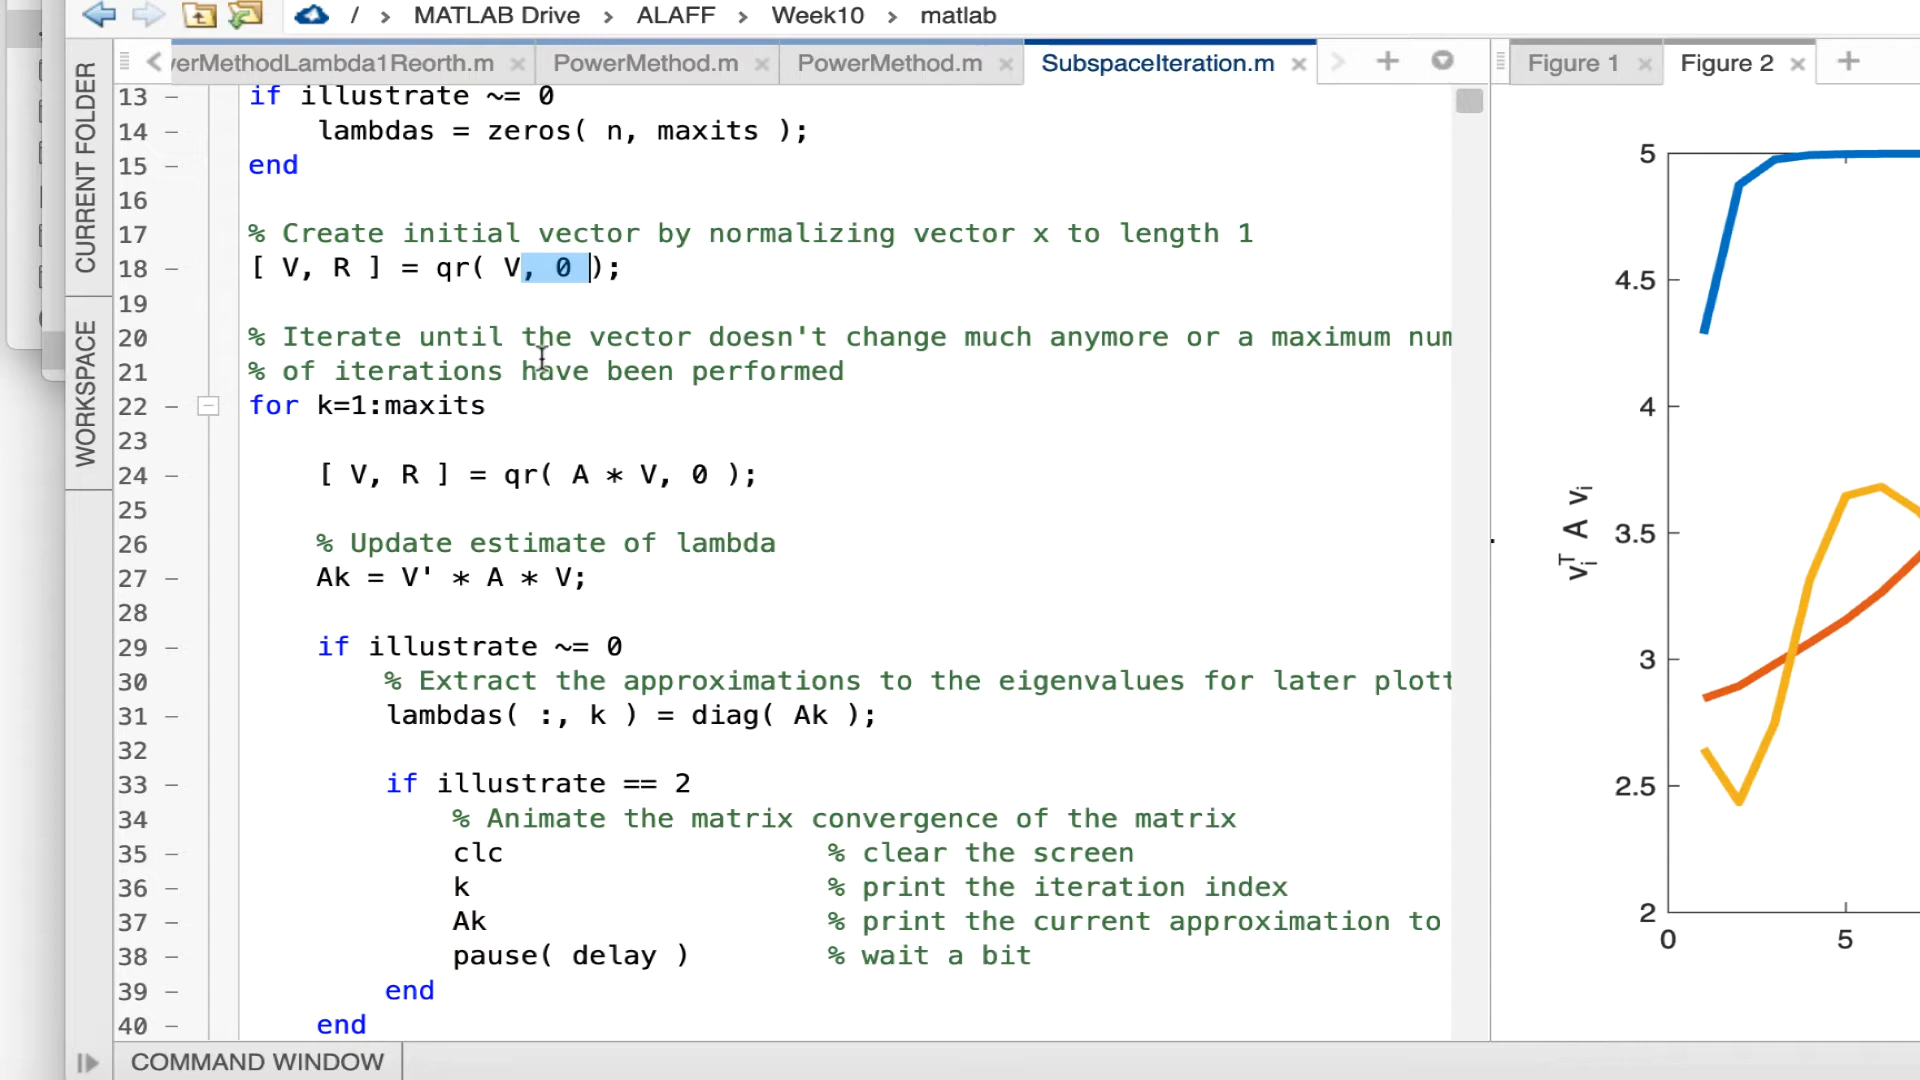 / › MATLAB Drive › ALAFF › Week10 › matlab
verMethodLambda1Reorth.m × PowerMethod.m × PowerMethod.m × SubspaceIteration.m × Figure 1 × Figure 2 ×
CURRENT FOLDER
WORKSPACE
13 if illustrate ~= 0
14 lambdas = zeros( n, maxits );
15 end
16
17 % Create initial vector by normalizing vector x to length 1
18 [ V, R ] = qr( V, 0 );
19
20 % Iterate until the vector doesn't change much anymore or a maximum num
21 % of iterations have been performed
22 for k=1:maxits
23
24 [ V, R ] = qr( A * V, 0 );
25
26 % Update estimate of lambda
27 Ak = V' * A * V;
28
29 if illustrate ~= 0
30 % Extract the approximations to the eigenvalues for later plott
31 lambdas( :, k ) = diag( Ak );
32
33 if illustrate == 2
34 % Animate the matrix convergence of the matrix
35 clc % clear the screen
36 k % print the iteration index
37 Ak % print the current approximation to
38 pause( delay ) % wait a bit
39 end
40 end
COMMAND WINDOW
5
4.5
4
3.5
3
2.5
2
0 5
v_i^T A v_i